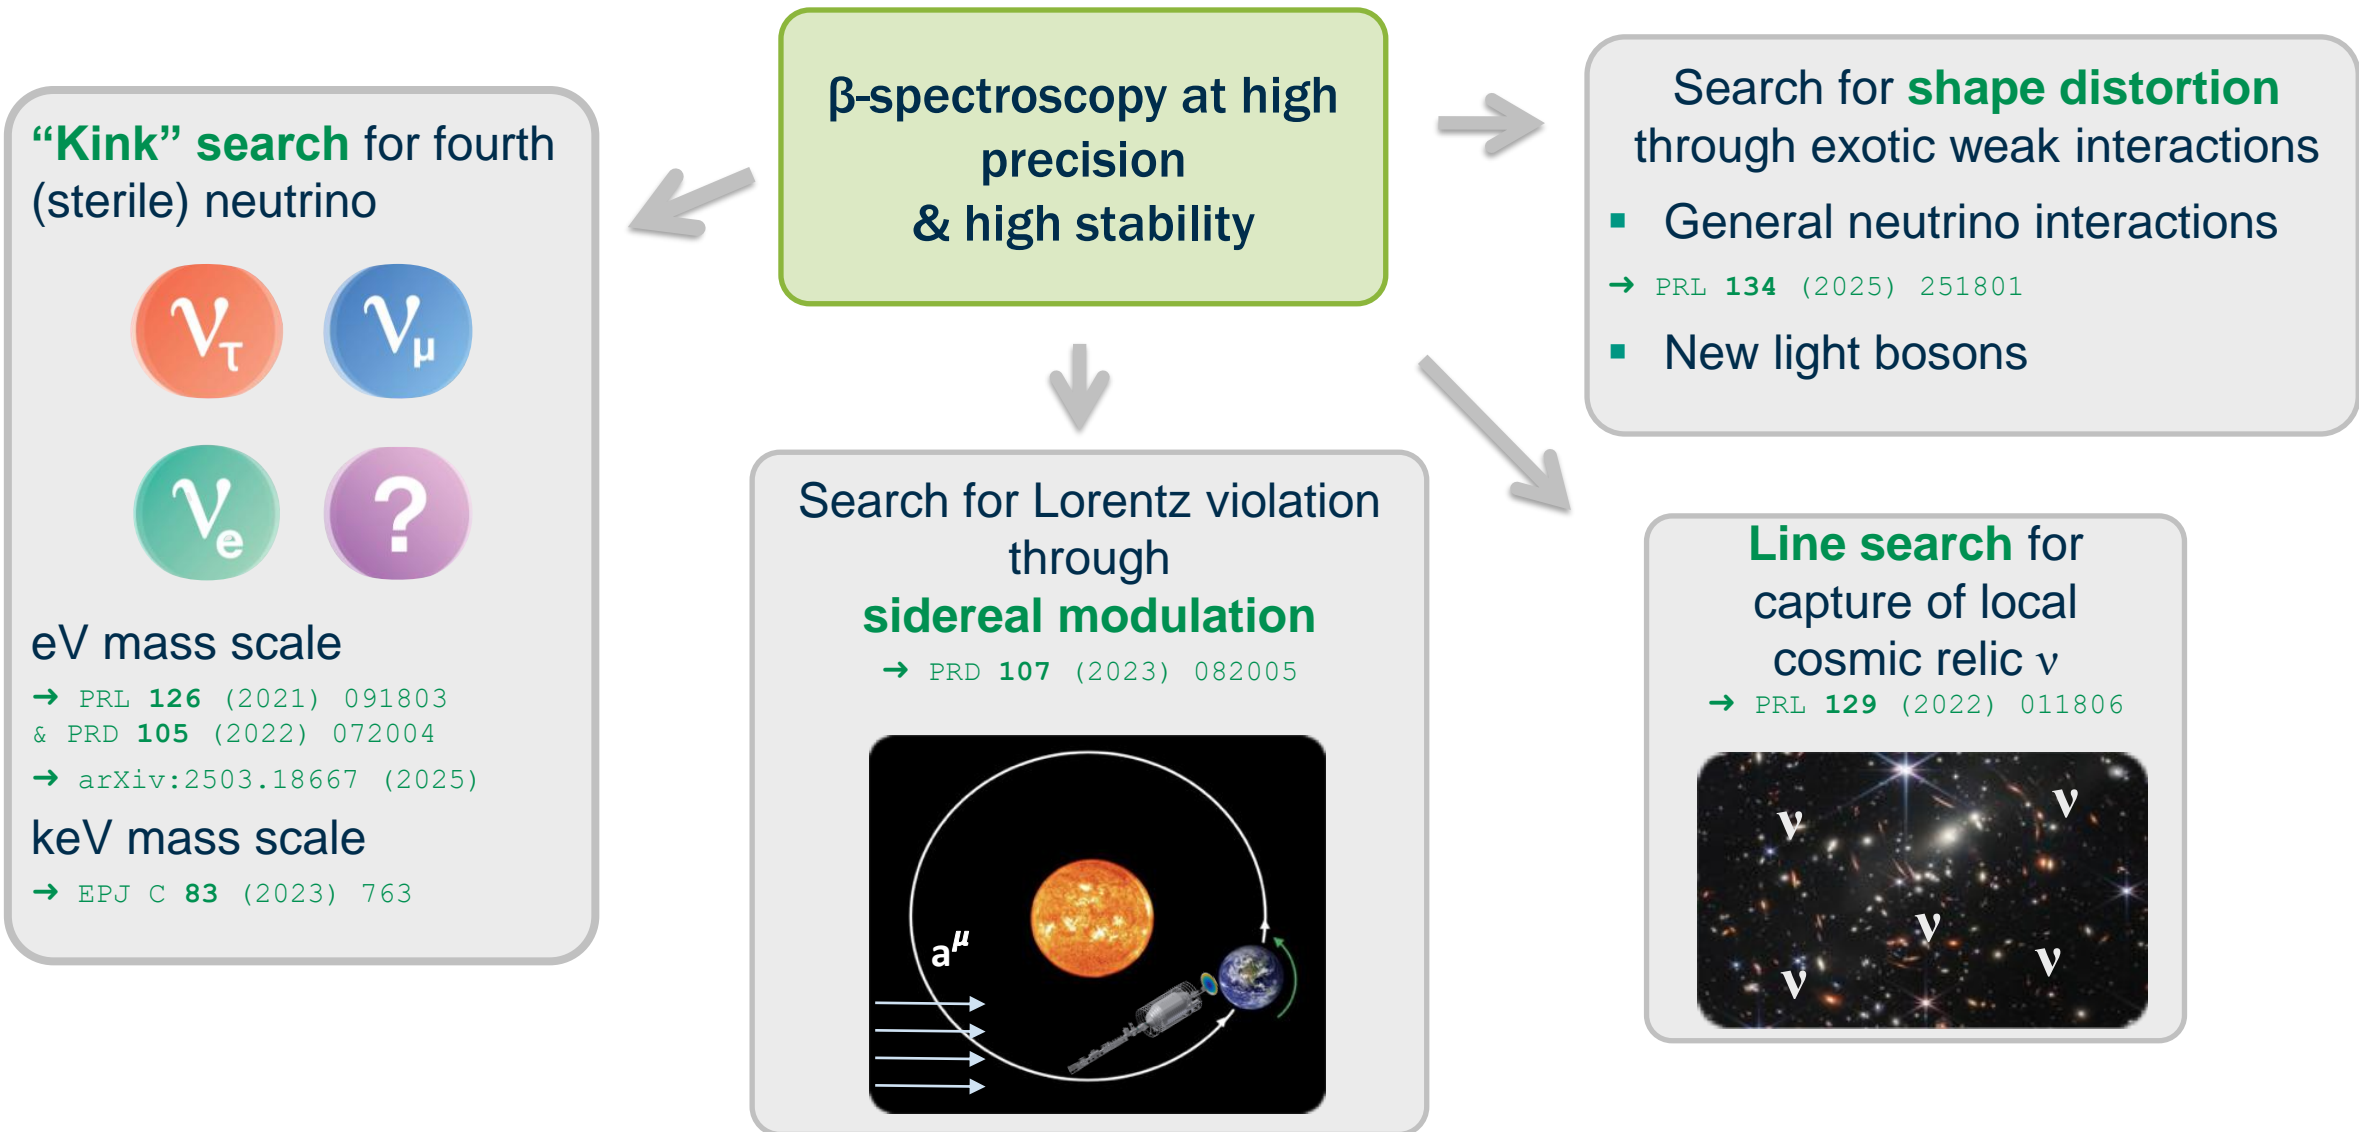 β-spectroscopy at high
precision
& high stability
“Kink” search for fourth
(sterile) neutrino
ντ
νμ
νe
?
eV mass scale
➔ PRL 126 (2021) 091803
& PRD 105 (2022) 072004
➔ arXiv:2503.18667 (2025)
keV mass scale
➔ EPJ C 83 (2023) 763
Search for Lorentz violation
through
sidereal modulation
➔ PRD 107 (2023) 082005
aμ
Search for shape distortion
through exotic weak interactions
▪ General neutrino interactions
➔ PRL 134 (2025) 251801
▪ New light bosons
Line search for
capture of local
cosmic relic ν
➔ PRL 129 (2022) 011806
ν
ν
ν
ν
ν